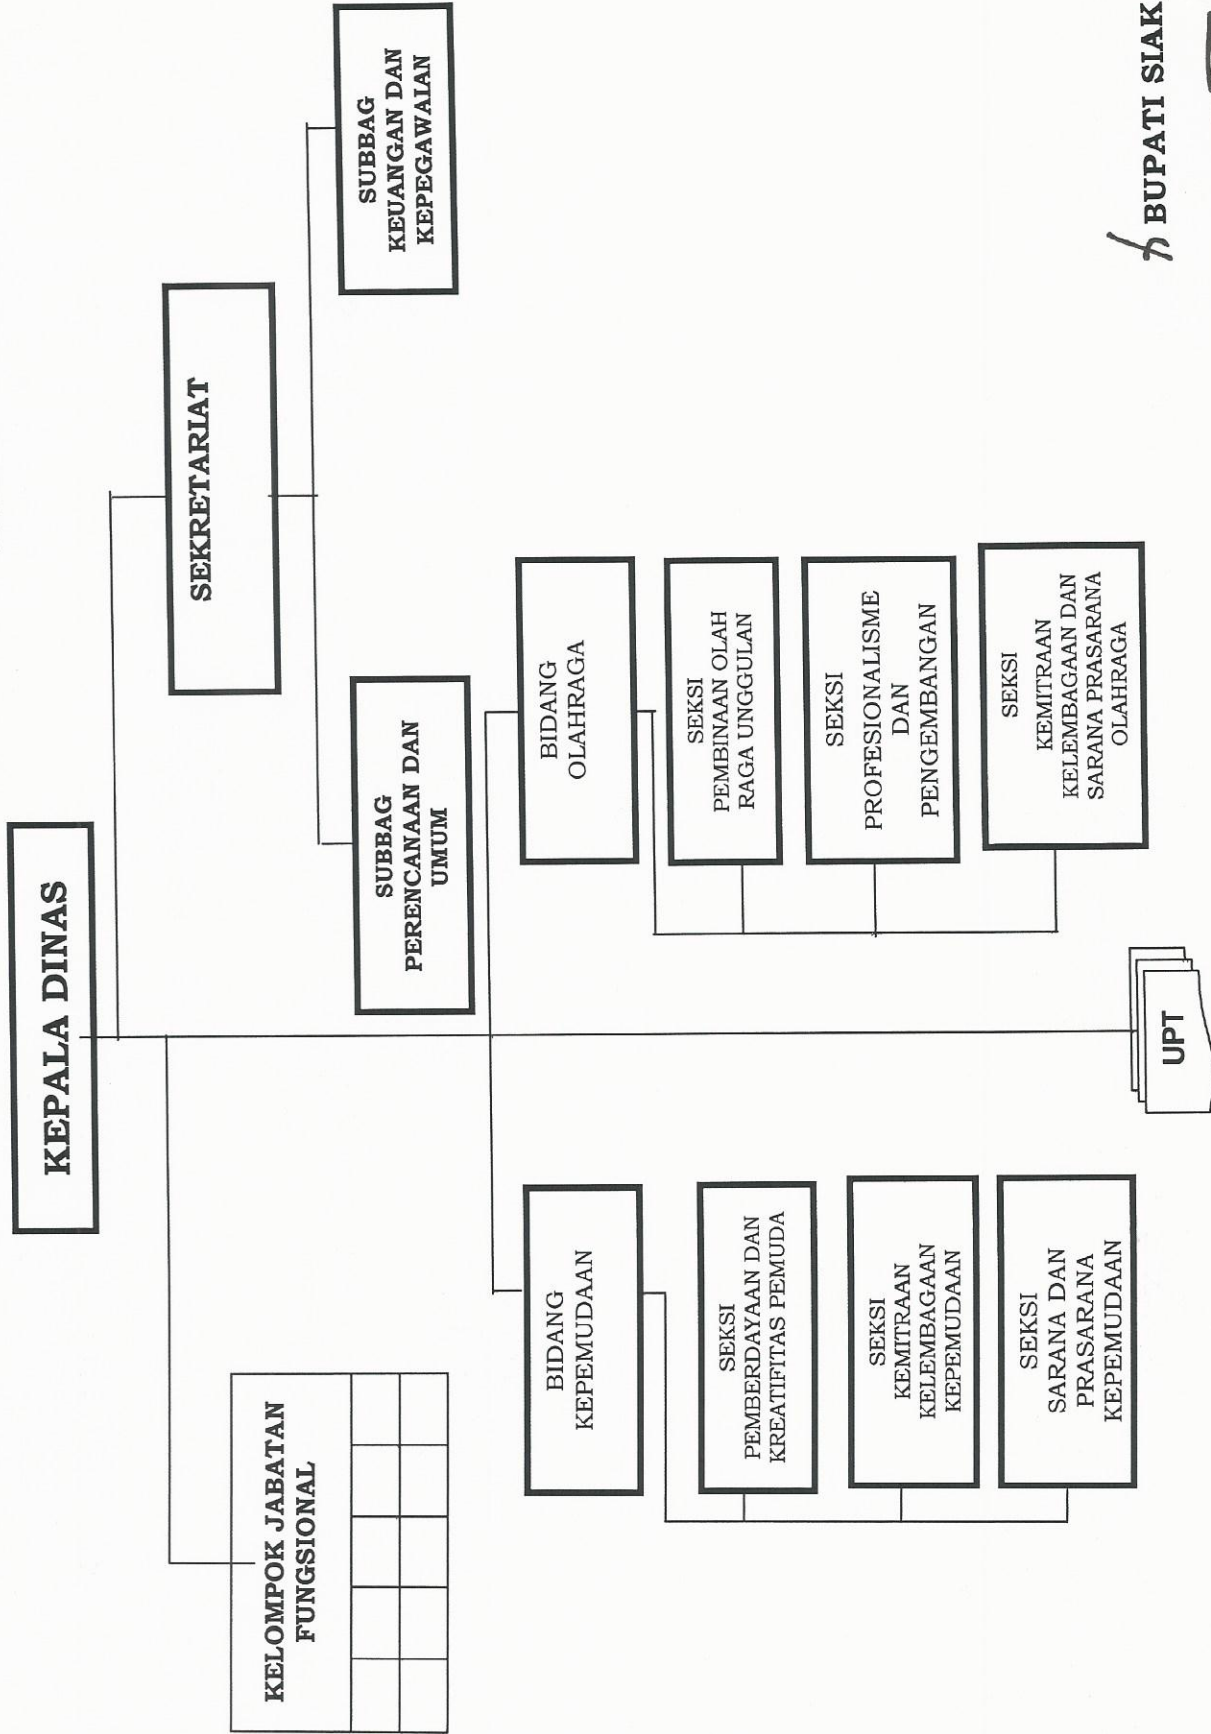 KEPALA DINAS
SEKRETARIAT
KELOMPOK JABATAN
FUNGSIONAL
SUBBAG
PERENCANAAN DAN
UMUM
SUBBAG
KEUANGAN DAN
KEPEGAWAIAN
BIDANG
KEPEMUDAAN
BIDANG
OLAHRAGA
SEKSI
PEMBERDAYAAN DAN
KREATIFITAS PEMUDA
SEKSI
PEMBINAAN OLAH
RAGA UNGGULAN
SEKSI
KEMITRAAN
KELEMBAGAAN
KEPEMUDAAN
SEKSI
PROFESIONALISME
DAN
PENGEMBANGAN
SEKSI
SARANA DAN
PRASARANA
KEPEMUDAAN
SEKSI
KEMITRAAN
KELEMBAGAAN DAN
SARANA PRASARANA
OLAHRAGA
UPT
BUPATI SIAK